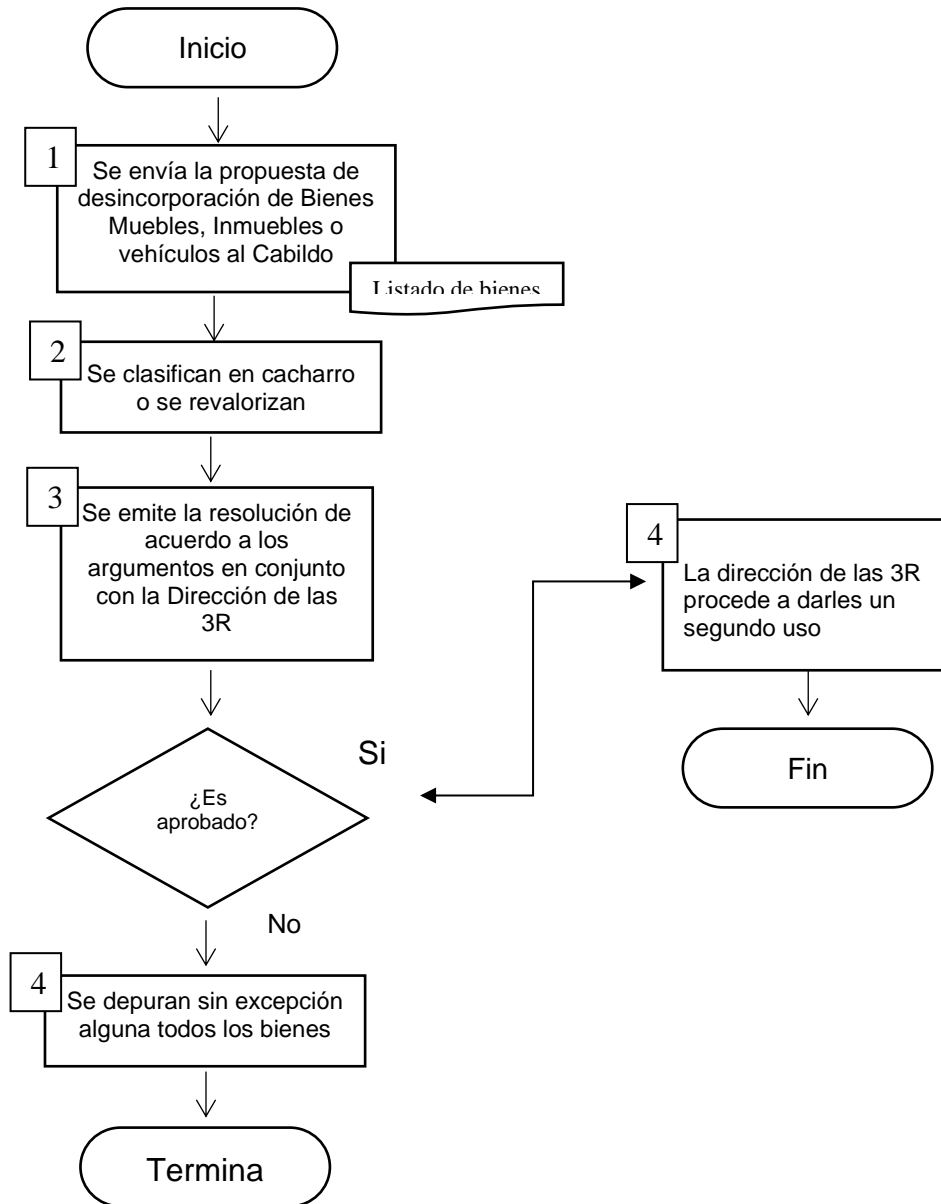 Inicio
1
Se envía la propuesta de
desincorporación de Bienes
Muebles, Inmuebles o
vehículos al Cabildo
Listado de bienes
2
Se clasifican en cacharro
o se revalorizan
3
Se emite la resolución de
acuerdo a los
argumentos en conjunto
con la Dirección de las
3R
¿Es
aprobado?
Si
4
La dirección de las 3R
procede a darles un
segundo uso
Fin
No
4
Se depuran sin excepción
alguna todos los bienes
Termina